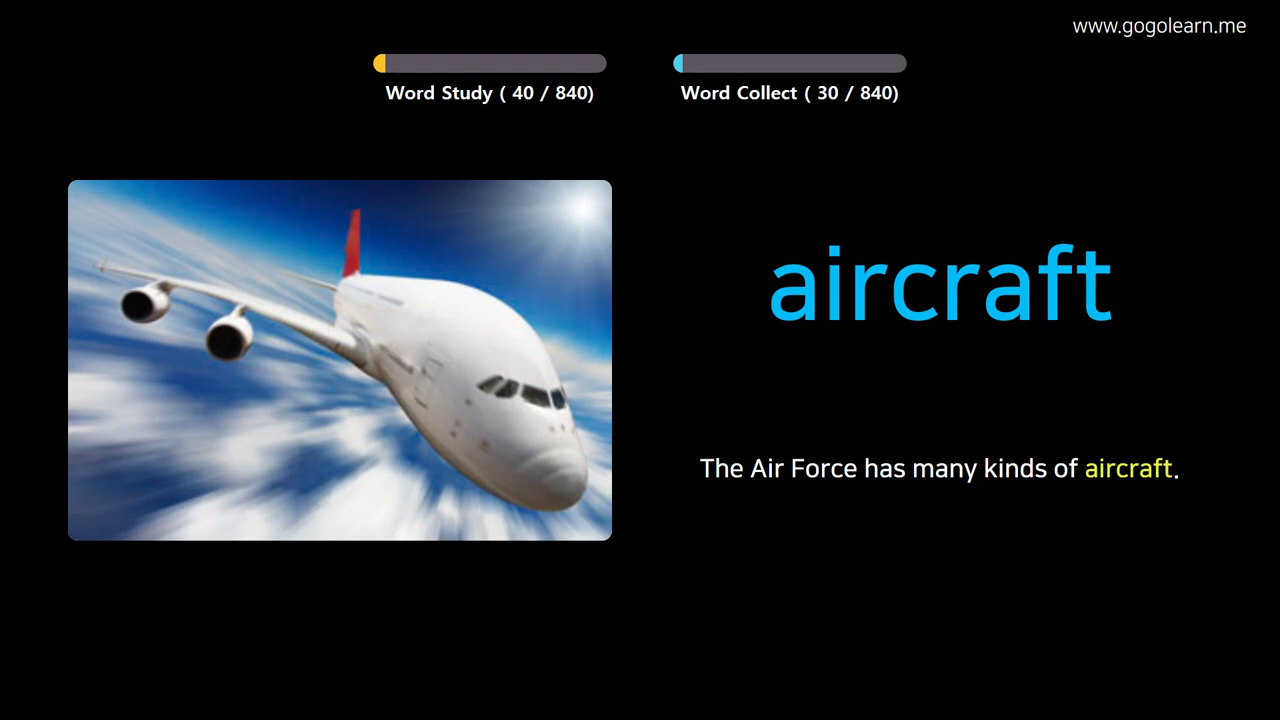 www.gogolearn.me
Word Study ( 40 / 840)
Word Collect ( 30 / 840)
aircraft
The Air Force has many kinds of aircraft.